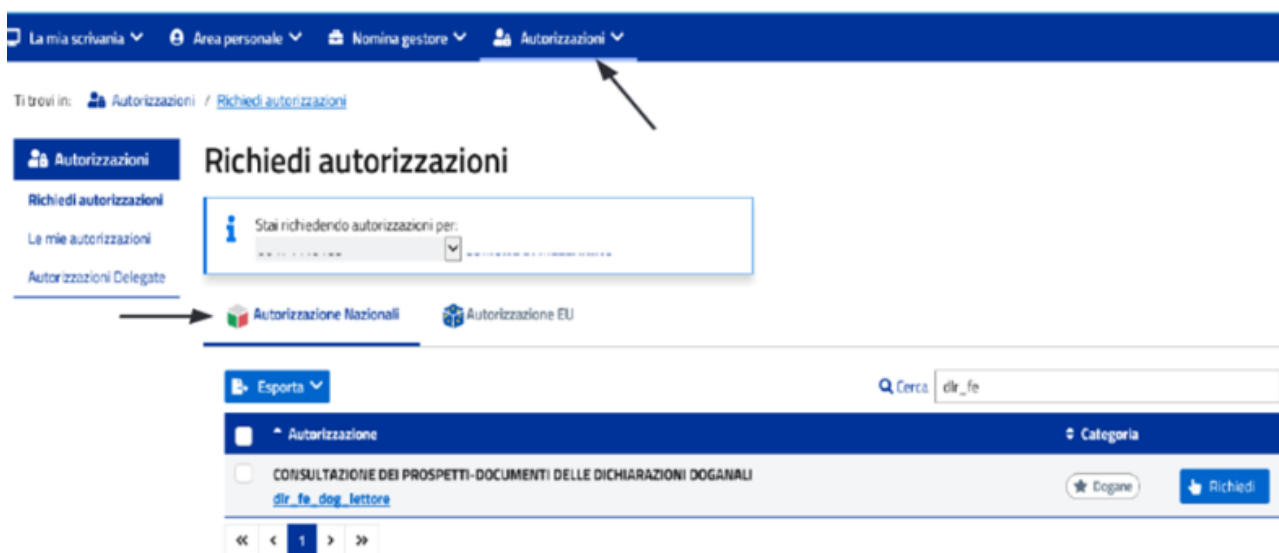 La mia scrivania Area personale Nomina gestore Autorizzazioni
Ti trovi in: Autorizzazioni / Richiedi autorizzazioni
Autorizzazioni
Richiedi autorizzazioni
Le mie autorizzazioni
Autorizzazioni Delegate
Richiedi autorizzazioni
Stai richiedendo autorizzazioni per:
Autorizzazione Nazionali Autorizzazione EU
Esporta Cerca dlr_fe
Autorizzazione Categoria
CONSULTAZIONE DEI PROSPETTI-DOCUMENTI DELLE DICHIARAZIONI DOGANALI
dlr_fe_dog_lettore Dogane Richiedi
« < 1 > »